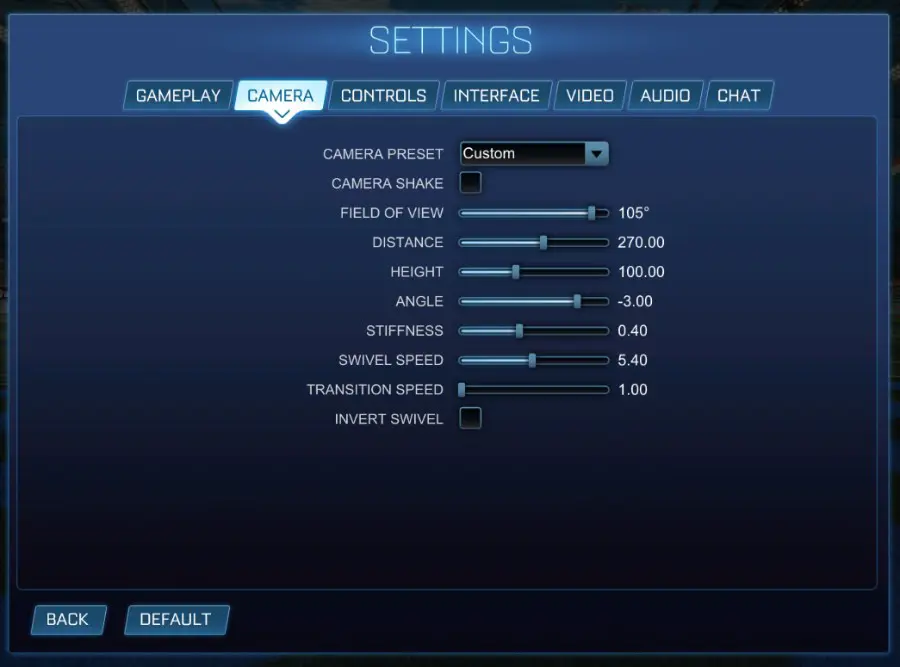 SETTINGS
GAMEPLAY CAMERA CONTROLS INTERFACE VIDEO AUDIO CHAT
CAMERA PRESET Custom
CAMERA SHAKE
FIELD OF VIEW 105°
DISTANCE 270.00
HEIGHT 100.00
ANGLE -3.00
STIFFNESS 0.40
SWIVEL SPEED 5.40
TRANSITION SPEED 1.00
INVERT SWIVEL
BACK DEFAULT